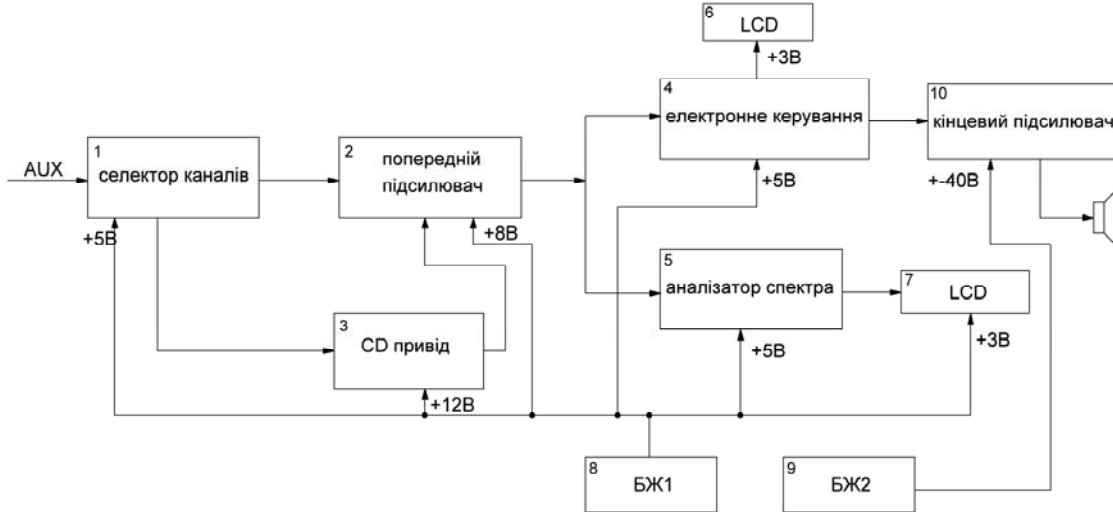 6
LCD
+3В
4
електронне керування
10
кінцевий підсилювач
1
AUX
селектор каналів
2
попередній
підсилювач
+5В
+-40В
+5В
+8В
5
аналізатор спектра
7
LCD
3
CD привід
+5В
+3В
+12В
8
БЖ1
9
БЖ2